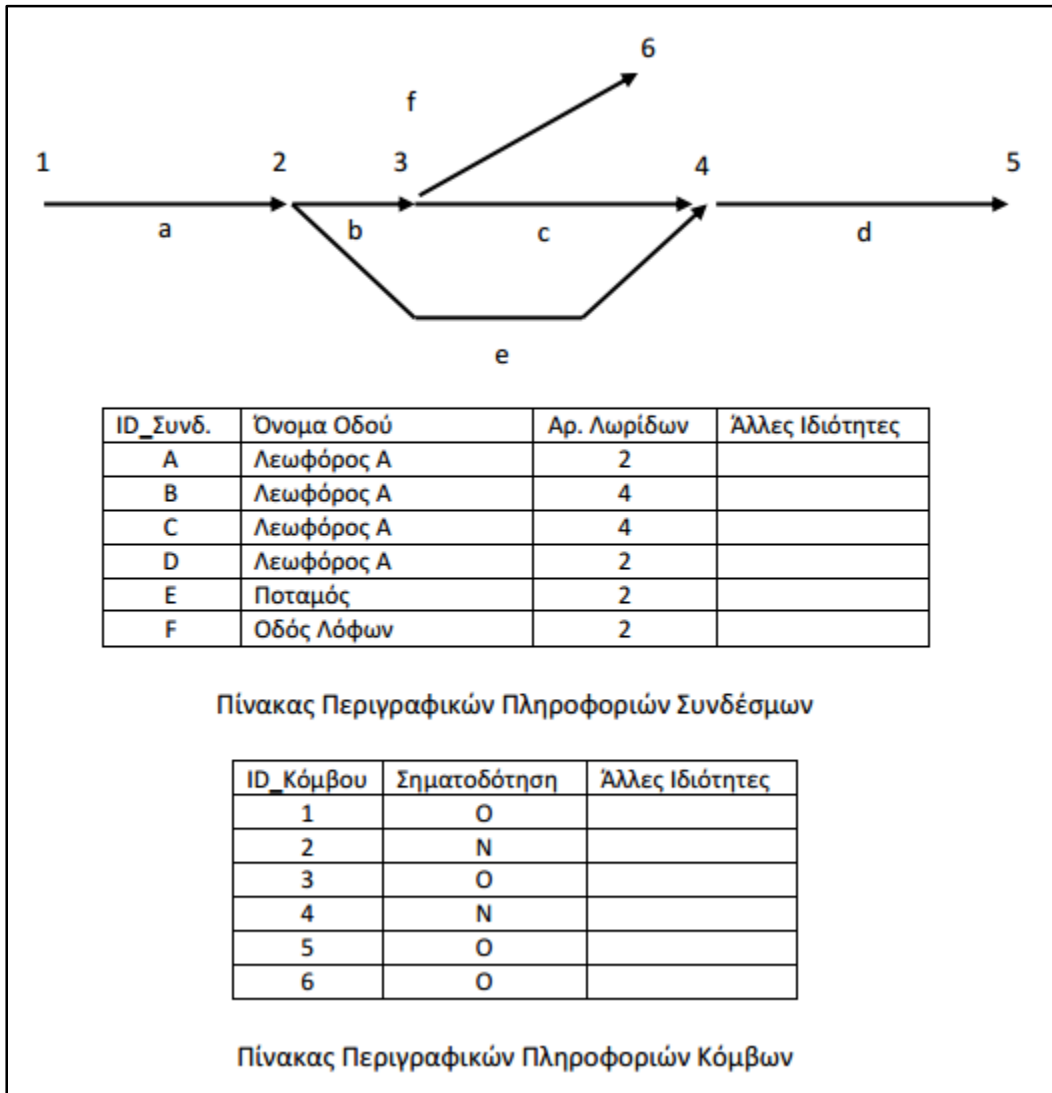 6
f
1 2 3 4 5
a b c d
e
ID_Συνδ. Όνομα Οδού Αρ. Λωρίδων Άλλες Ιδιότητες
A Λεωφόρος Α 2
B Λεωφόρος Α 4
C Λεωφόρος Α 4
D Λεωφόρος Α 2
E Ποταμός 2
F Οδός Λόφων 2
Πίνακας Περιγραφικών Πληροφοριών Συνδέσμων
ID_Κόμβου Σηματοδότηση Άλλες Ιδιότητες
1 Ο
2 Ν
3 Ο
4 Ν
5 Ο
6 Ο
Πίνακας Περιγραφικών Πληροφοριών Κόμβων